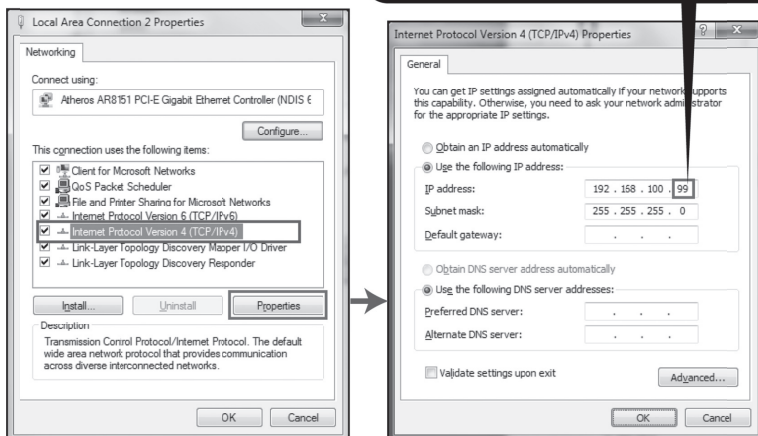 Local Area Connection 2 Properties
Networking
Connect using:
Atheros AR8151 PCI-E Gigabit Ethernet Controller (NDIS 6
Configure...
This connection uses the following items:
Client for Microsoft Networks
QoS Packet Scheduler
File and Printer Sharing for Microsoft Networks
Internet Protocol Version 6 (TCP/IPv6)
Internet Protocol Version 4 (TCP/IPv4)
Link-Layer Topology Discovery Mapper I/O Driver
Link-Layer Topology Discovery Responder
Install...
Uninstall
Properties
Description
Transmission Control Protocol/Internet Protocol. The default
wide area network protocol that provides communication
across diverse interconnected networks.
OK
Cancel
Internet Protocol Version 4 (TCP/IPv4) Properties
General
You can get IP settings assigned automatically if your network supports
this capability. Otherwise, you need to ask your network administrator
for the appropriate IP settings.
Obtain an IP address automatically
Use the following IP address:
IP address:
192 . 168 . 100 . 99
Subnet mask:
255 . 255 . 255 . 0
Default gateway:
. . .
Obtain DNS server address automatically
Use the following DNS server addresses:
Preferred DNS server:
. . .
Alternate DNS server:
. . .
Validate settings upon exit
Advanced...
OK
Cancel